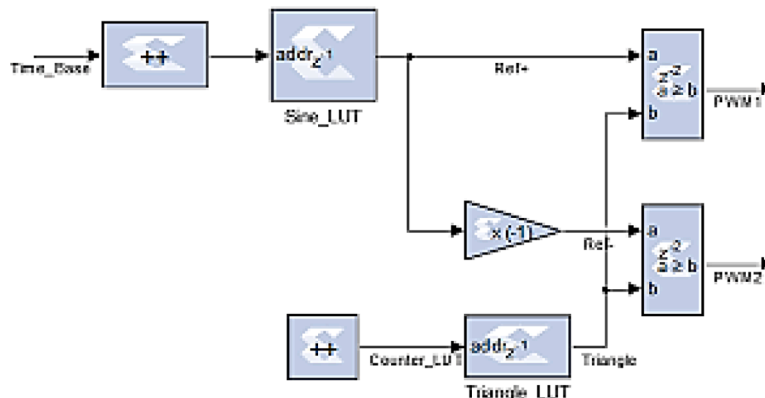 Time_Base
++
addr z-1
Sine_LUT
Ref+
a
b
z-2
a ≥ b
PWM1
x (-1)
Ref-
a
b
z-2
a ≥ b
PWM2
++
Counter_LUT
addr z-1
Triangle_LUT
Triangle